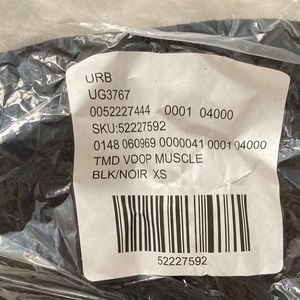 URB
UG3767
0052227444 0001 04000
SKU:52227592
0148 060969 0000041 0001 04000
TMD VOOP MUSCLE
BLK/NOIR XS
52227592